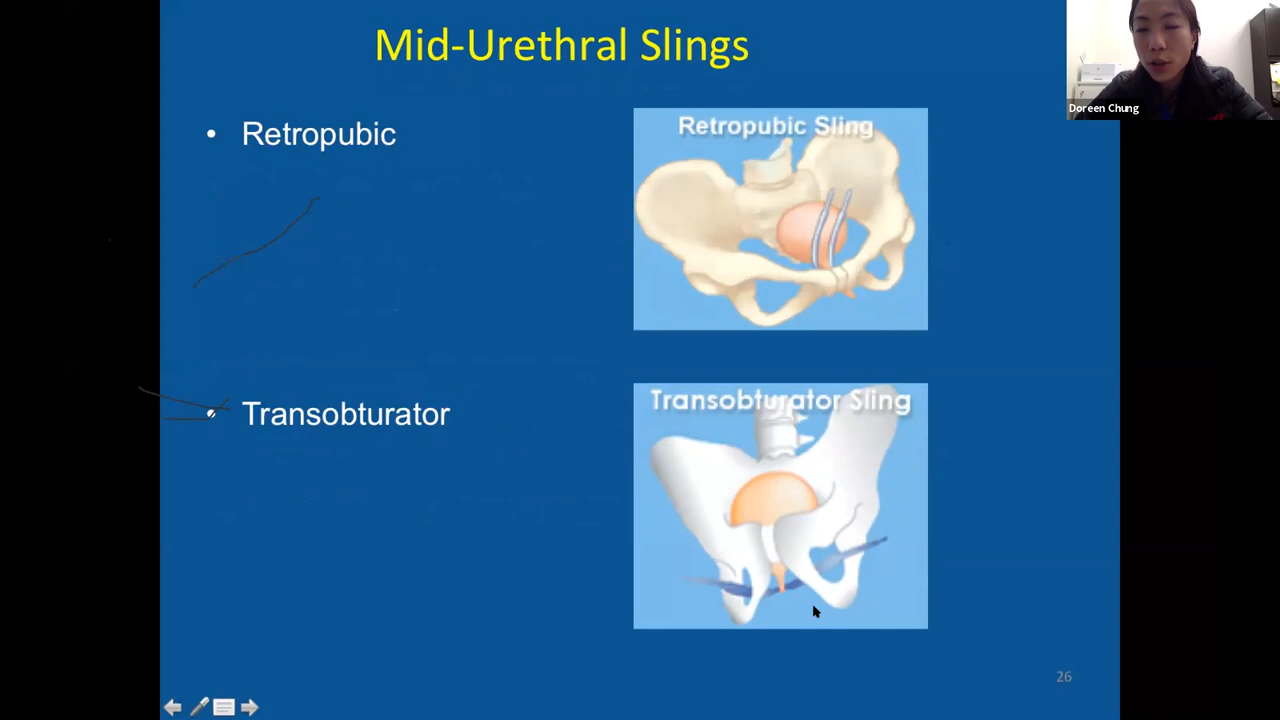 Mid-Urethral Slings
Doreen Chung
• Retropubic
Retropubic Sling
• Transobturator
Transobturator Sling
26